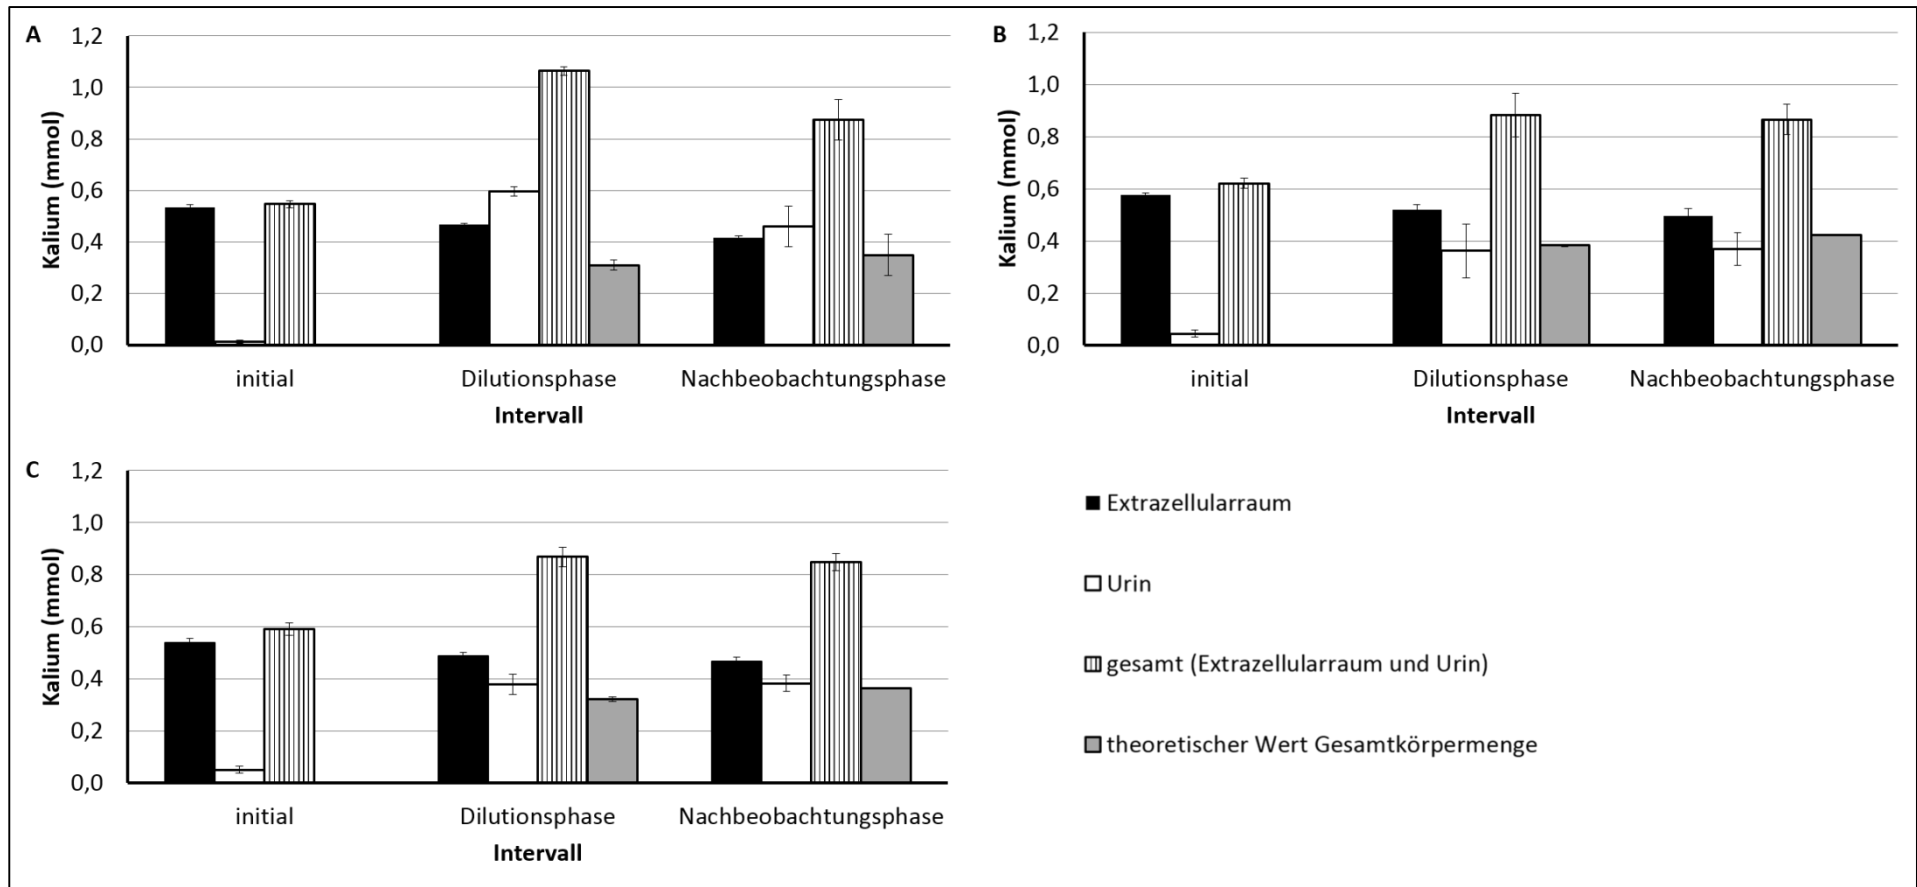 A
Kalium (mmol)
1,2
1,0
0,8
0,6
0,4
0,2
0,0
initial Dilutionsphase Nachbeobachtungsphase
Intervall
B
Kalium (mmol)
1,2
1,0
0,8
0,6
0,4
0,2
0,0
initial Dilutionsphase Nachbeobachtungsphase
Intervall
C
Kalium (mmol)
1,2
1,0
0,8
0,6
0,4
0,2
0,0
initial Dilutionsphase Nachbeobachtungsphase
Intervall
Extrazellularraum
Urin
gesamt (Extrazellularraum und Urin)
theoretischer Wert Gesamtkörpermenge